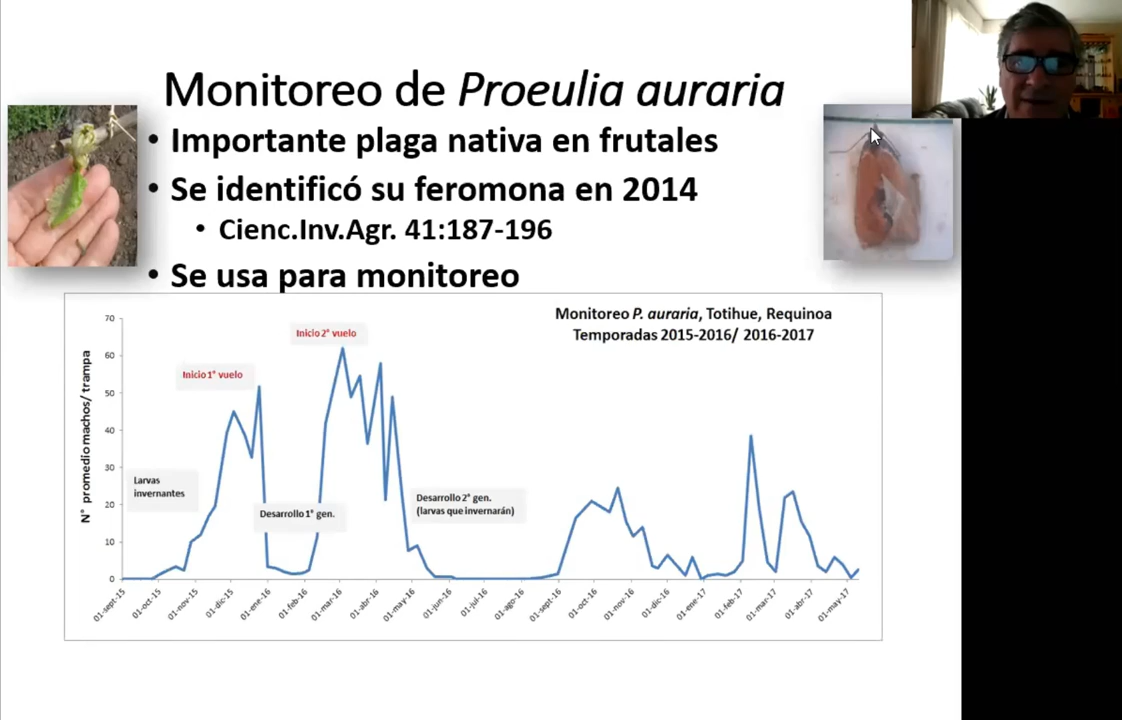 Monitoreo de Proeulia auraria
• Importante plaga nativa en frutales
• Se identificó su feromona en 2014
• Cienc.Inv.Agr. 41:187-196
• Se usa para monitoreo
Monitoreo P. auraria, Totihue, Requinoa
Temporadas 2015-2016/ 2016-2017
N° promedio machos/ trampa
70
60
50
40
30
20
10
0
Inicio 1° vuelo
Inicio 2° vuelo
Larvas
invernantes
Desarrollo 1° gen.
Desarrollo 2° gen.
(larvas que invernarán)
01-sept-15
01-oct-15
01-nov-15
01-dic-15
01-ene-16
01-feb-16
01-mar-16
01-abr-16
01-may-16
01-jun-16
01-jul-16
01-ago-16
01-sept-16
01-oct-16
01-nov-16
01-dic-16
01-ene-17
01-feb-17
01-mar-17
01-abr-17
01-may-17